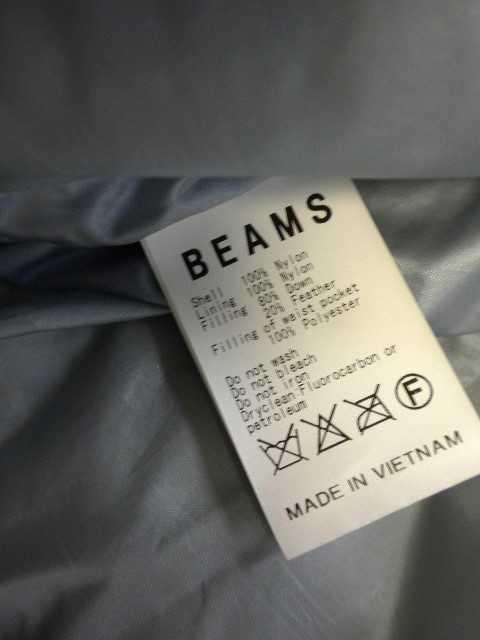 BEAMS
Shell 100% Nylon
Lining 100% Nylon
Filling 80% Down
20% Feather
Filling of waist pocket
100% Polyester
Do not wash
Do not bleach
Do not iron
Dryclean:Fluorocarbon or
petroleum
F
MADE IN VIETNAM